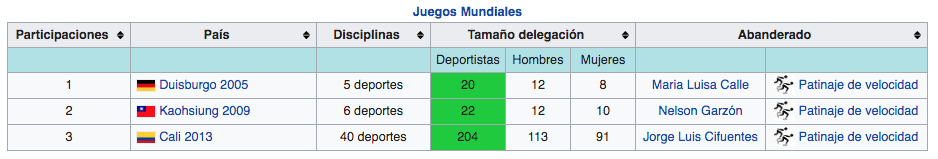 Juegos Mundiales
Participaciones País Disciplinas Tamaño delegación Abanderado
Deportistas Hombres Mujeres
1 Duisburgo 2005 5 deportes 20 12 8 Maria Luisa Calle Patinaje de velocidad
2 Kaohsiung 2009 6 deportes 22 12 10 Nelson Garzón Patinaje de velocidad
3 Cali 2013 40 deportes 204 113 91 Jorge Luis Cifuentes Patinaje de velocidad